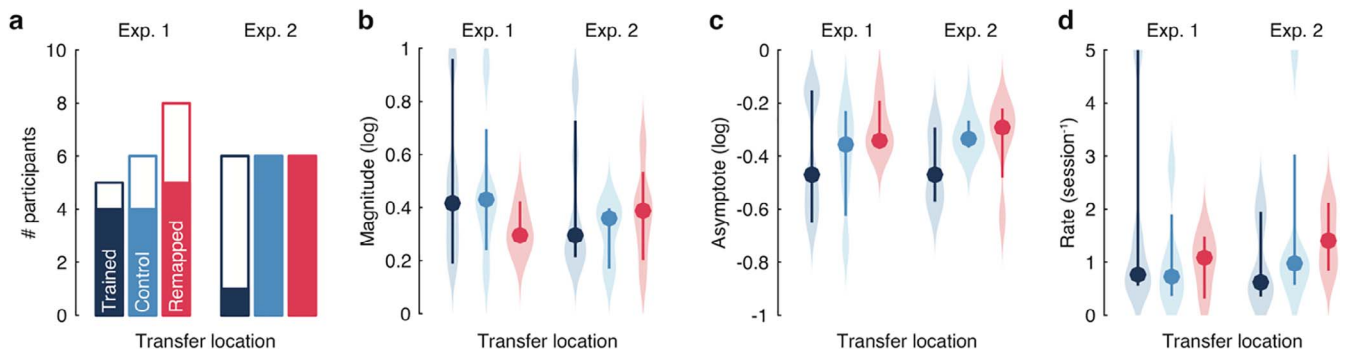 a
Exp. 1 Exp. 2
# participants
10
8
6
4
2
0
Trained
Control
Remapped
Transfer location
b
Exp. 1 Exp. 2
Magnitude (log)
1
0.8
0.6
0.4
0.2
0
Transfer location
c
Exp. 1 Exp. 2
Asymptote (log)
0
-0.2
-0.4
-0.6
-0.8
-1
Transfer location
d
Exp. 1 Exp. 2
Rate (session⁻¹)
5
4
3
2
1
0
Transfer location